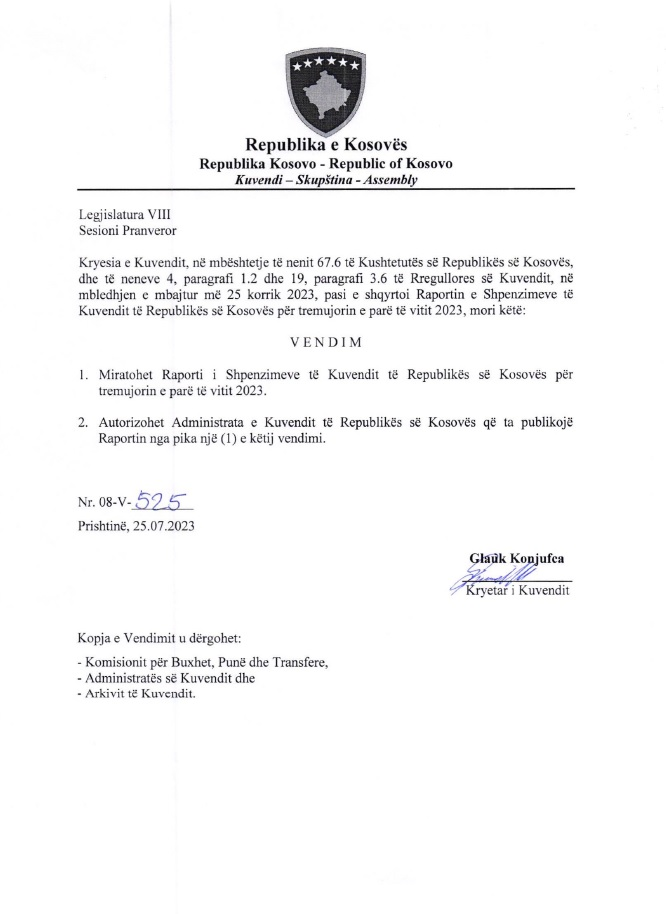 Republika e Kosovës
Republika Kosovo - Republic of Kosovo
Kuvendi – Skupština - Assembly
Legjislatura VIII
Sesioni Pranveror
Kryesia e Kuvendit, në mbështetje të nenit 67.6 të Kushtetutës së Republikës së Kosovës,
dhe të neneve 4, paragrafi 1.2 dhe 19, paragrafi 3.6 të Rregullores së Kuvendit, në
mbledhjen e mbajtur më 25 korrik 2023, pasi e shqyrtoi Raportin e Shpenzimeve të
Kuvendit të Republikës së Kosovës për tremujorin e parë të vitit 2023, mori këtë:
V E N D I M
1. Miratohet Raporti i Shpenzimeve të Kuvendit të Republikës së Kosovës për
tremujorin e parë të vitit 2023.
2. Autorizohet Administrata e Kuvendit të Republikës së Kosovës që ta publikojë
Raportin nga pika një (1) e këtij vendimi.
Nr. 08-V-525
Prishtinë, 25.07.2023
Glauk Konjufca
Kryetar i Kuvendit
Kopja e Vendimit u dërgohet:
- Komisionit për Buxhet, Punë dhe Transfere,
- Administratës së Kuvendit dhe
- Arkivit të Kuvendit.